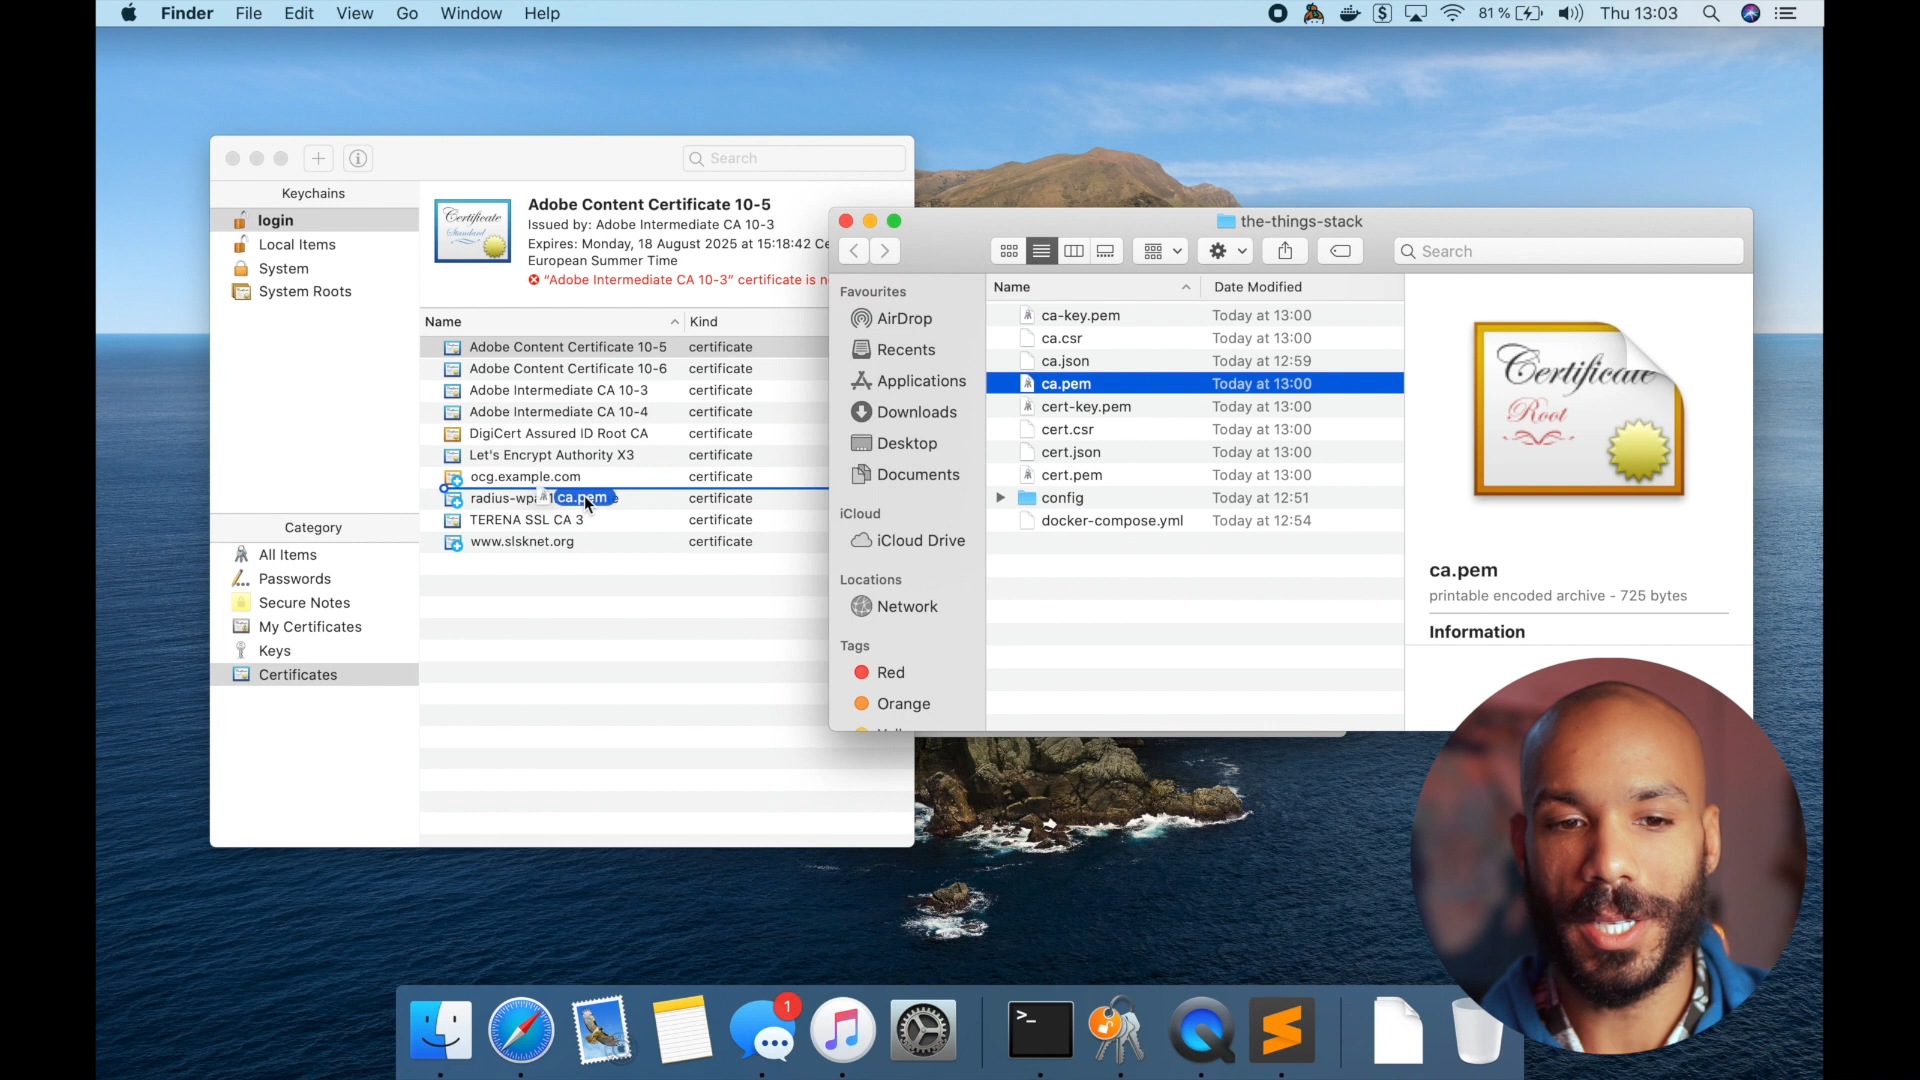 Finder File Edit View Go Window Help
81 % Thu 13:03
Search
Keychains
login
Local Items
System
System Roots
Certificate
Standard
Adobe Content Certificate 10-5
Issued by: Adobe Intermediate CA 10-3
Expires: Monday, 18 August 2025 at 15:18:42 Ce
European Summer Time
“Adobe Intermediate CA 10-3” certificate is n
Name Kind
Adobe Content Certificate 10-5 certificate
Adobe Content Certificate 10-6 certificate
Adobe Intermediate CA 10-3 certificate
Adobe Intermediate CA 10-4 certificate
DigiCert Assured ID Root CA certificate
Let's Encrypt Authority X3 certificate
ocg.example.com certificate
ca.pem certificate
TERENA SSL CA 3 certificate
www.slsknet.org certificate
Category
All Items
Passwords
Secure Notes
My Certificates
Keys
Certificates
the-things-stack
Search
Favourites
AirDrop
Recents
Applications
Downloads
Desktop
Documents
iCloud
iCloud Drive
Locations
Network
Tags
Red
Orange
Name Date Modified
ca-key.pem Today at 13:00
ca.csr Today at 13:00
ca.json Today at 12:59
ca.pem Today at 13:00
cert-key.pem Today at 13:00
cert.csr Today at 13:00
cert.json Today at 13:00
cert.pem Today at 13:00
config Today at 12:51
docker-compose.yml Today at 12:54
Certificate
Root
ca.pem
printable encoded archive - 725 bytes
Information
1